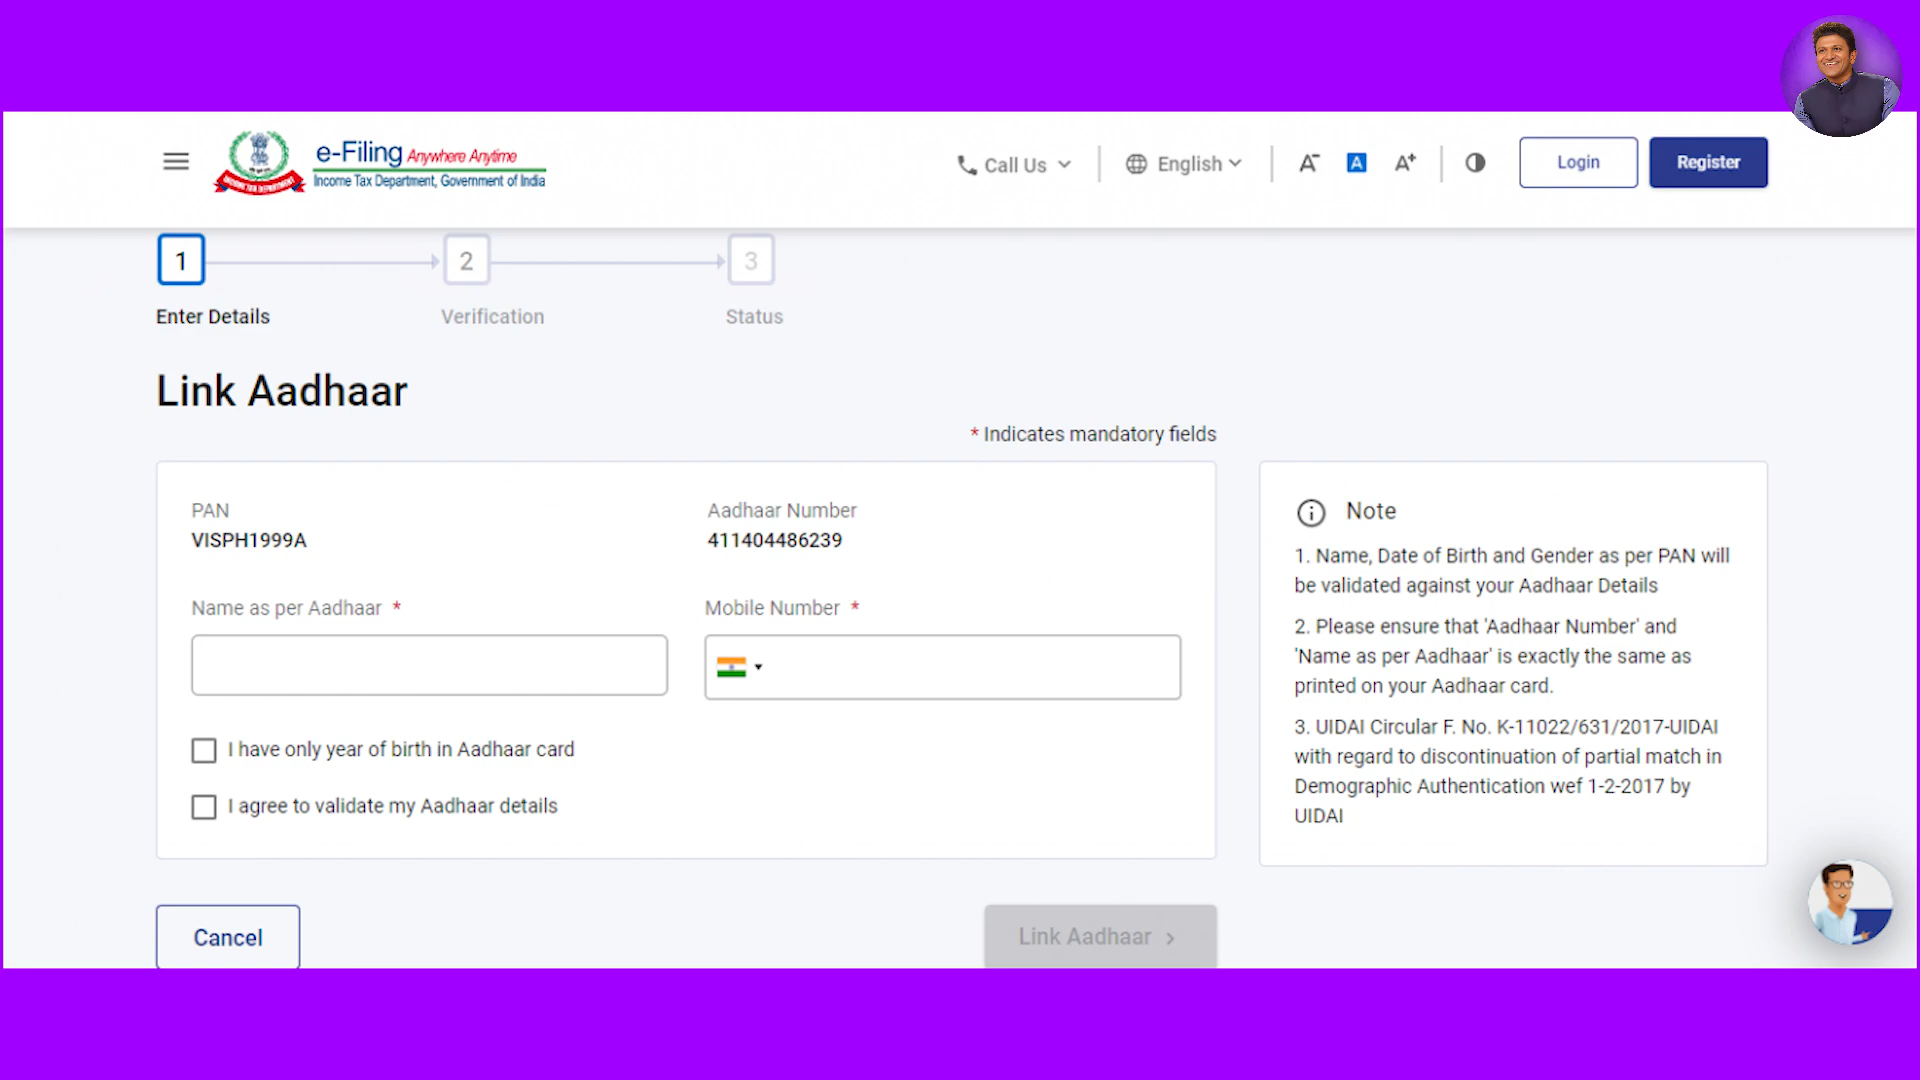 e-Filing Anywhere Anytime
Income Tax Department, Government of India
INCOME TAX DEPARTMENT
Call Us
English
A-
A
A+
Login
Register
1
2
3
Enter Details
Verification
Status
Link Aadhaar
* Indicates mandatory fields
PAN
VISPH1999A
Aadhaar Number
411404486239
Name as per Aadhaar *
Mobile Number *
I have only year of birth in Aadhaar card
I agree to validate my Aadhaar details
Cancel
Link Aadhaar >
Note
1. Name, Date of Birth and Gender as per PAN will
be validated against your Aadhaar Details
2. Please ensure that 'Aadhaar Number' and
'Name as per Aadhaar' is exactly the same as
printed on your Aadhaar card.
3. UIDAI Circular F. No. K-11022/631/2017-UIDAI
with regard to discontinuation of partial match in
Demographic Authentication wef 1-2-2017 by
UIDAI